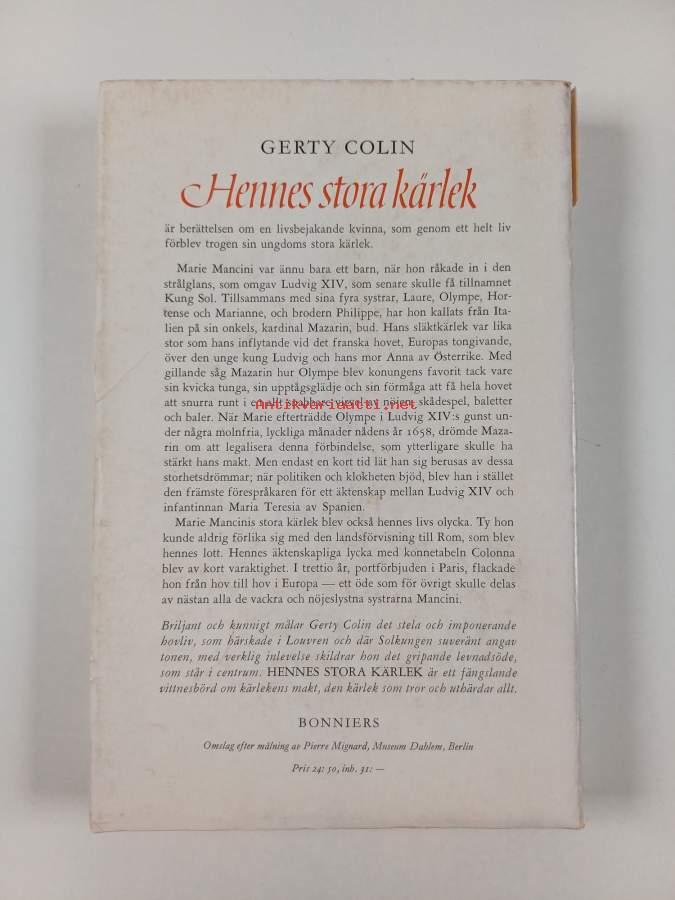 GERTY COLIN
Hennes stora kärlek
är berättelsen om en livsbejakande kvinna, som genom ett helt liv
förblev trogen sin ungdoms stora kärlek.
Marie Mancini var ännu bara ett barn, när hon råkade in i den
strålglans, som omgav Ludvig XIV, som senare skulle få tillnamnet
Kung Sol. Tillsammans med sina fyra systrar, Laure, Olympe, Hor-
tense och Marianne, och brodern Philippe, har hon kallats från Ita-
lien på sin onkels, kardinal Mazarin, bud. Hans släktkärlek var lika
stor som hans inflytande vid det franska hovet, Europas tongivande,
över den unge kung Ludvig och hans mor Anna av Österrike. Med
gillande såg Mazarin hur Olympe blev konungens favorit tack vare
sin kvicka tunga, sin upptågsglädje och sin förmåga att få hela hovet
att snurra runt i en allt snabbare virvel av nöjen, skådespel, baletter
Antikvariaatti.net
och baler. När Marie efterträdde Olympe i Ludvig XIV:s gunst un-
der några molnfria, lyckliga månader nådens år 1658, drömde Maza-
rin om att legalisera denna förbindelse, som ytterligare skulle ha
stärkt hans makt. Men endast en kort tid lät han sig berusas av dessa
storhetsdrömmar; när politiken och klokheten bjöd, blev han i stället
den främste förespråkaren för ett äktenskap mellan Ludvig XIV och
infantinnan Maria Teresia av Spanien.
Marie Mancinis stora kärlek blev också hennes livs olycka. Ty hon
kunde aldrig förlika sig med den landsförvisning till Rom, som blev
hennes lott. Hennes äktenskapliga lycka med konnetabeln Colonna
blev av kort varaktighet. I trettio år, portförbjuden i Paris, flackade
hon från hov till hov i Europa — ett öde som för övrigt skulle delas
av nästan alla de vackra och nöjeslystna systrarna Mancini.
Briljant och kunnigt målar Gerty Colin det stela och imponerande
hovliv, som härskade i Louvren och där Solkungen suveränt angav
tonen, med verklig inlevelse skildrar hon det gripande levnadsöde,
som står i centrum. HENNES STORA KÄRLEK är ett fängslande
vittnesbörd om kärlekens makt, den kärlek som tror och uthärdar allt.
BONNIERS
Omslag efter målning av Pierre Mignard, Museum Dahlem, Berlin
Pris 24: 50, inb. 31: —